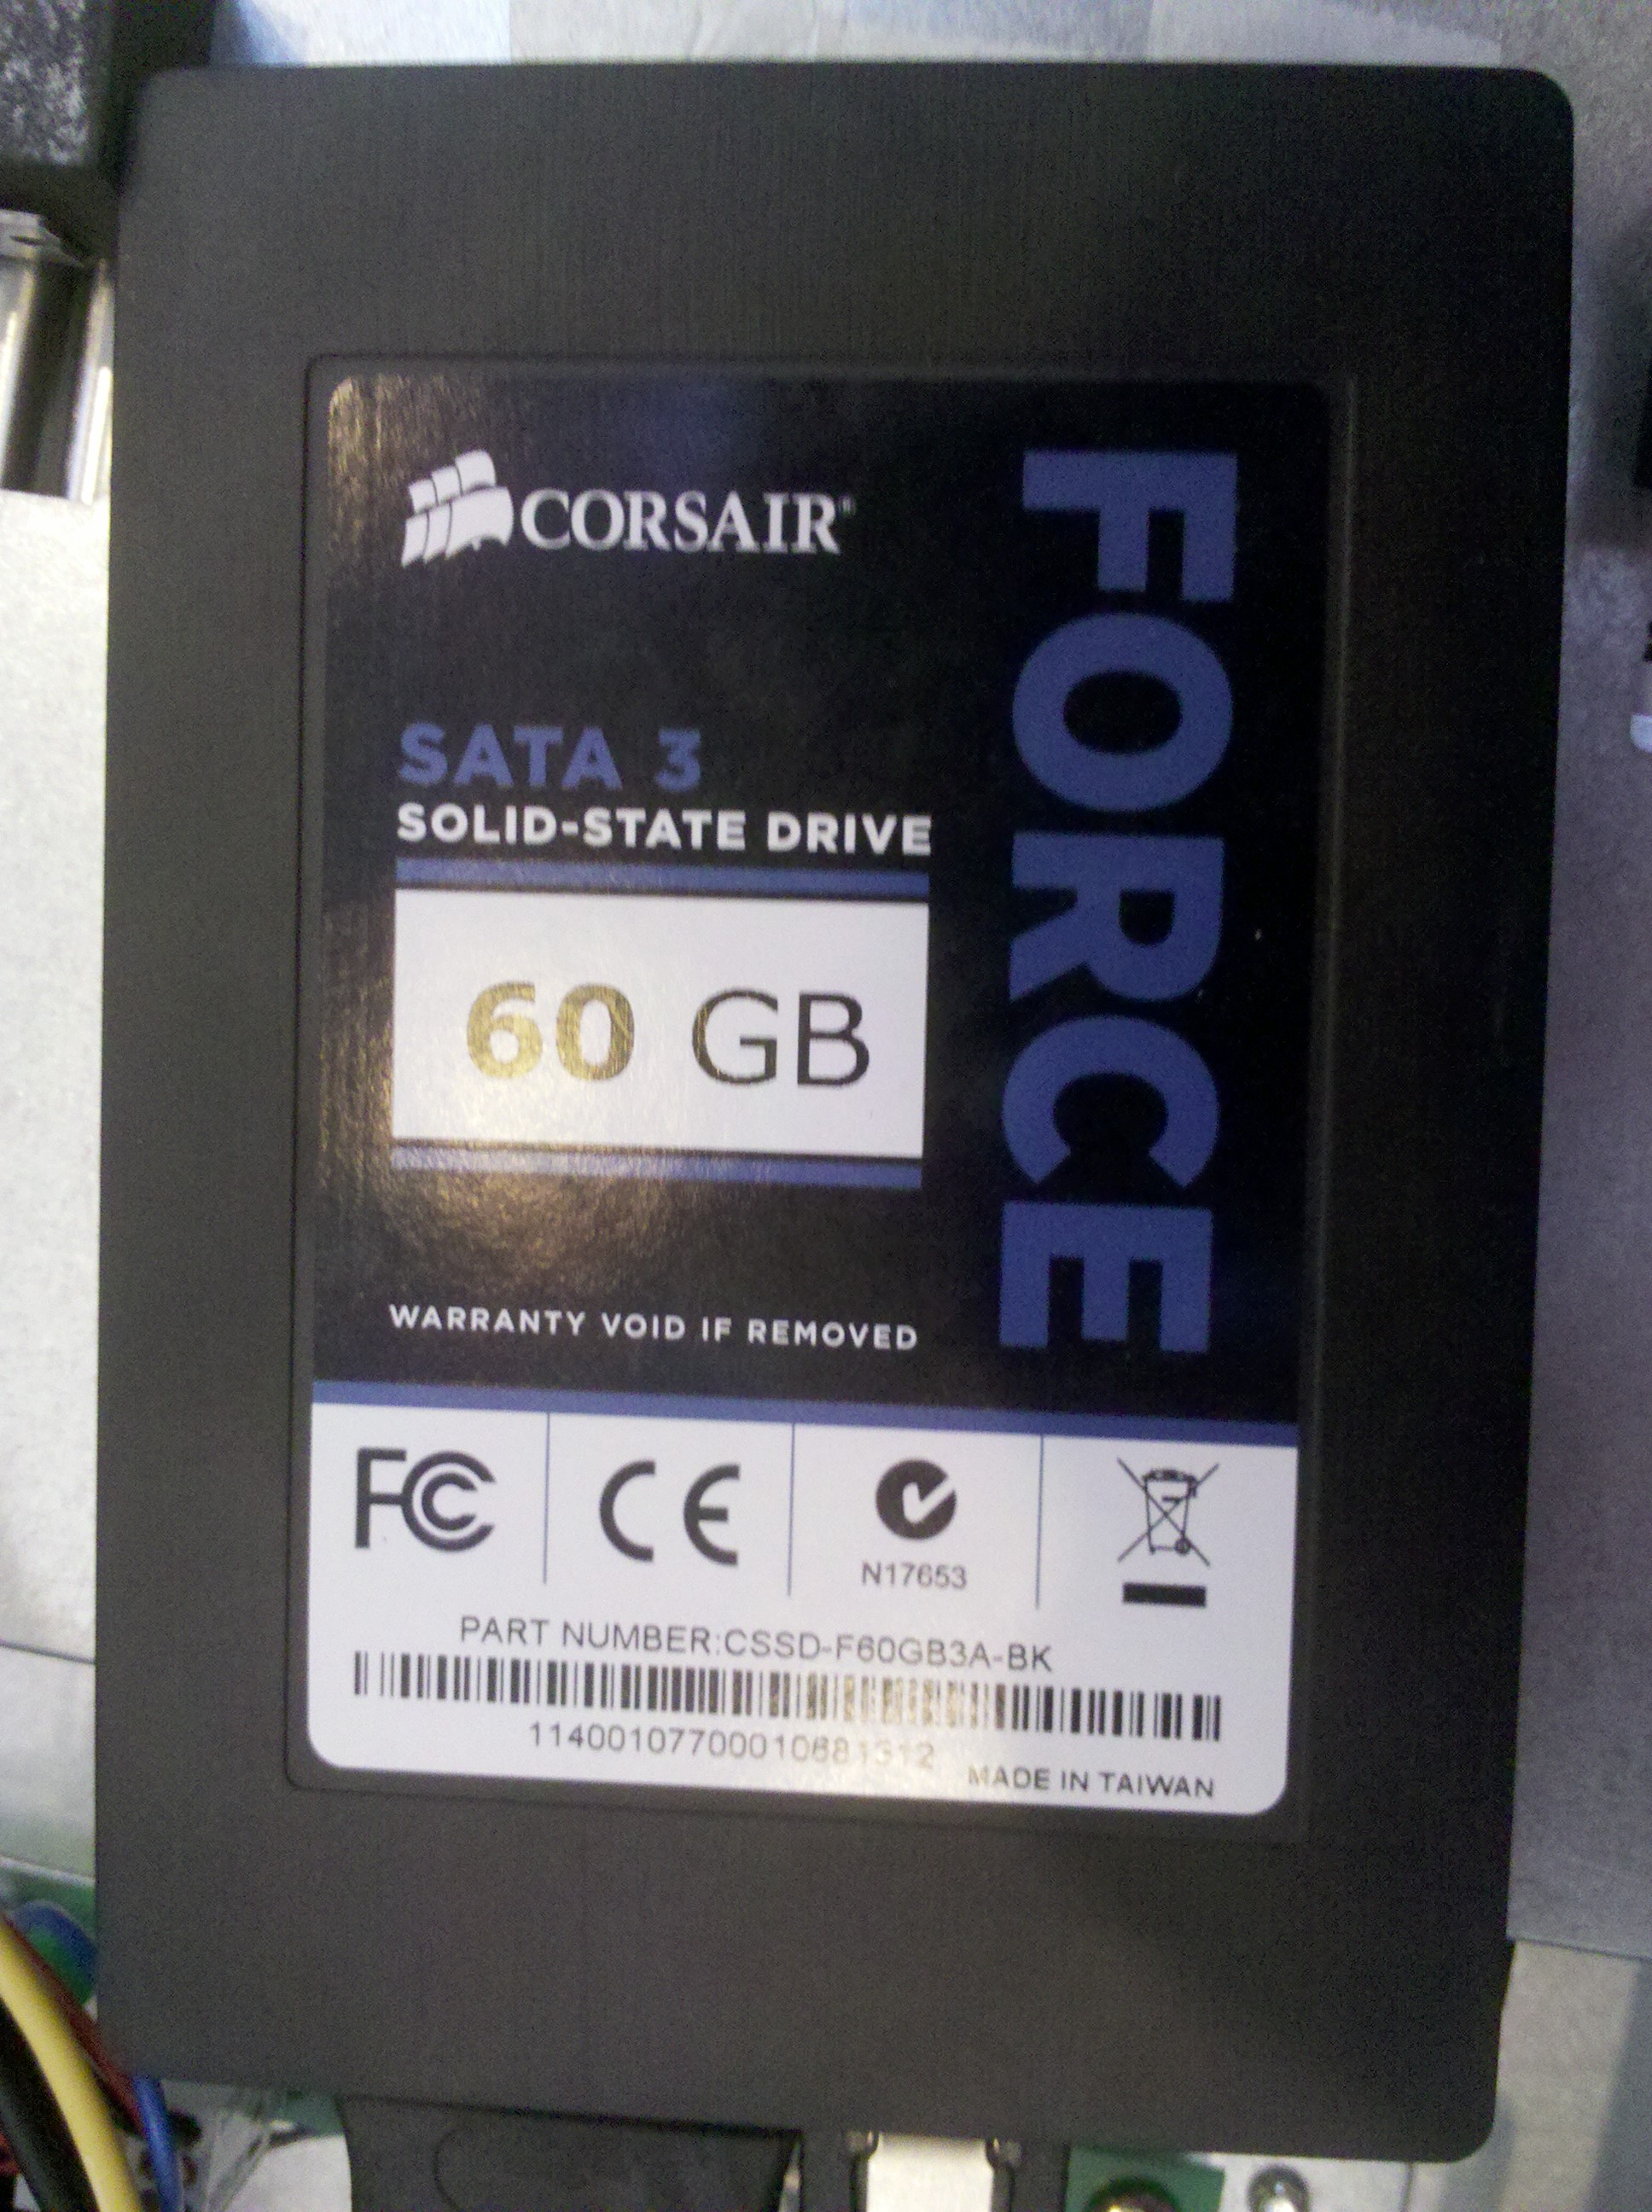 CORSAIR®
FORCE
SATA 3
SOLID-STATE DRIVE
60 GB
WARRANTY VOID IF REMOVED
FC CE
N17653
PART NUMBER:CSSD-F60GB3A-BK
MADE IN TAIWAN